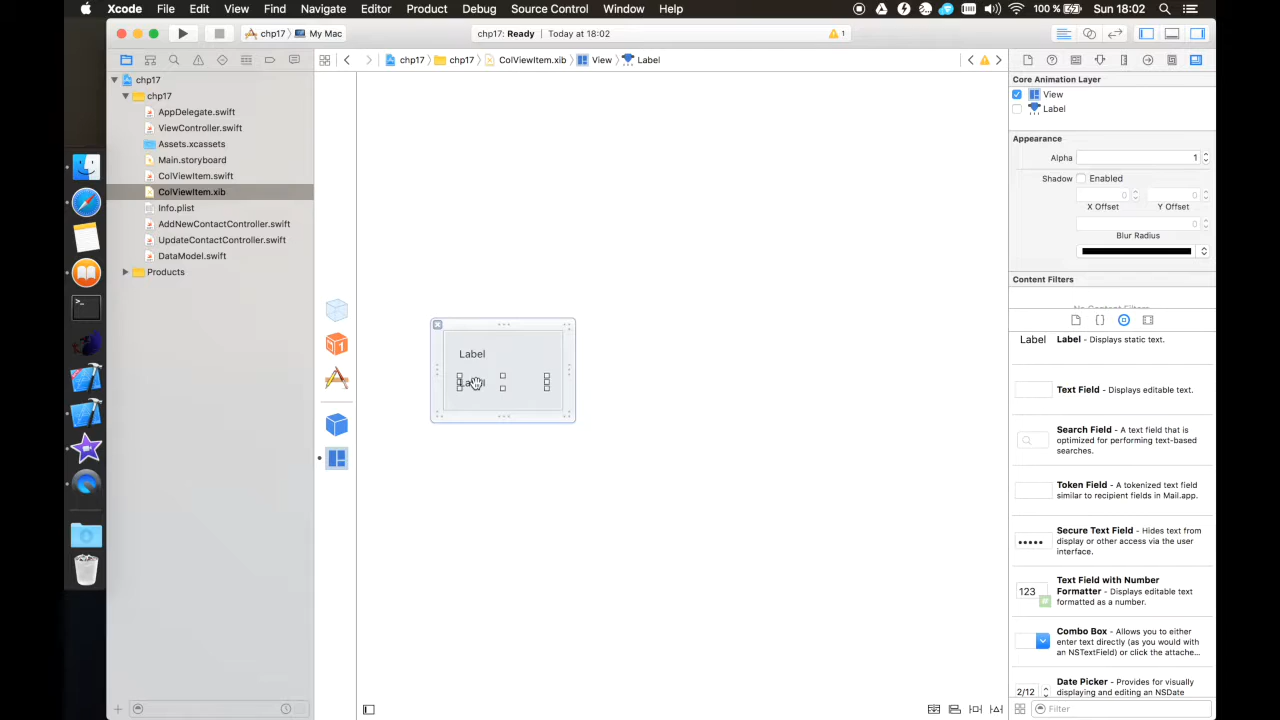 Xcode File Edit View Find Navigate Editor Product Debug Source Control Window Help 100 % Sun 18:02
chp17 My Mac chp17: Ready Today at 18:02 1
chp17 chp17 ColViewItem.xib View Label
chp17
chp17
AppDelegate.swift
ViewController.swift
Assets.xcassets
Main.storyboard
ColViewItem.swift
ColViewItem.xib
Info.plist
AddNewContactController.swift
UpdateContactController.swift
DataModel.swift
Products
Label
Core Animation Layer
View
Label
Appearance
Alpha 1
Shadow Enabled
0 0
X Offset Y Offset
0
Blur Radius
Content Filters
Label Label - Displays static text.
Text Field - Displays editable text.
Search Field - A text field that is
optimized for performing text-based
searches.
Token Field - A tokenized text field
similar to recipient fields in Mail.app.
Secure Text Field - Hides text from
display or other access via the user
interface.
123 Text Field with Number
Formatter - Displays editable text
formatted as a number.
Combo Box - Allows you to either
enter text directly (as you would with
an NSTextField) or click the attache...
2/12 Date Picker - Provides for visually
displaying and editing an NSDate
Filter